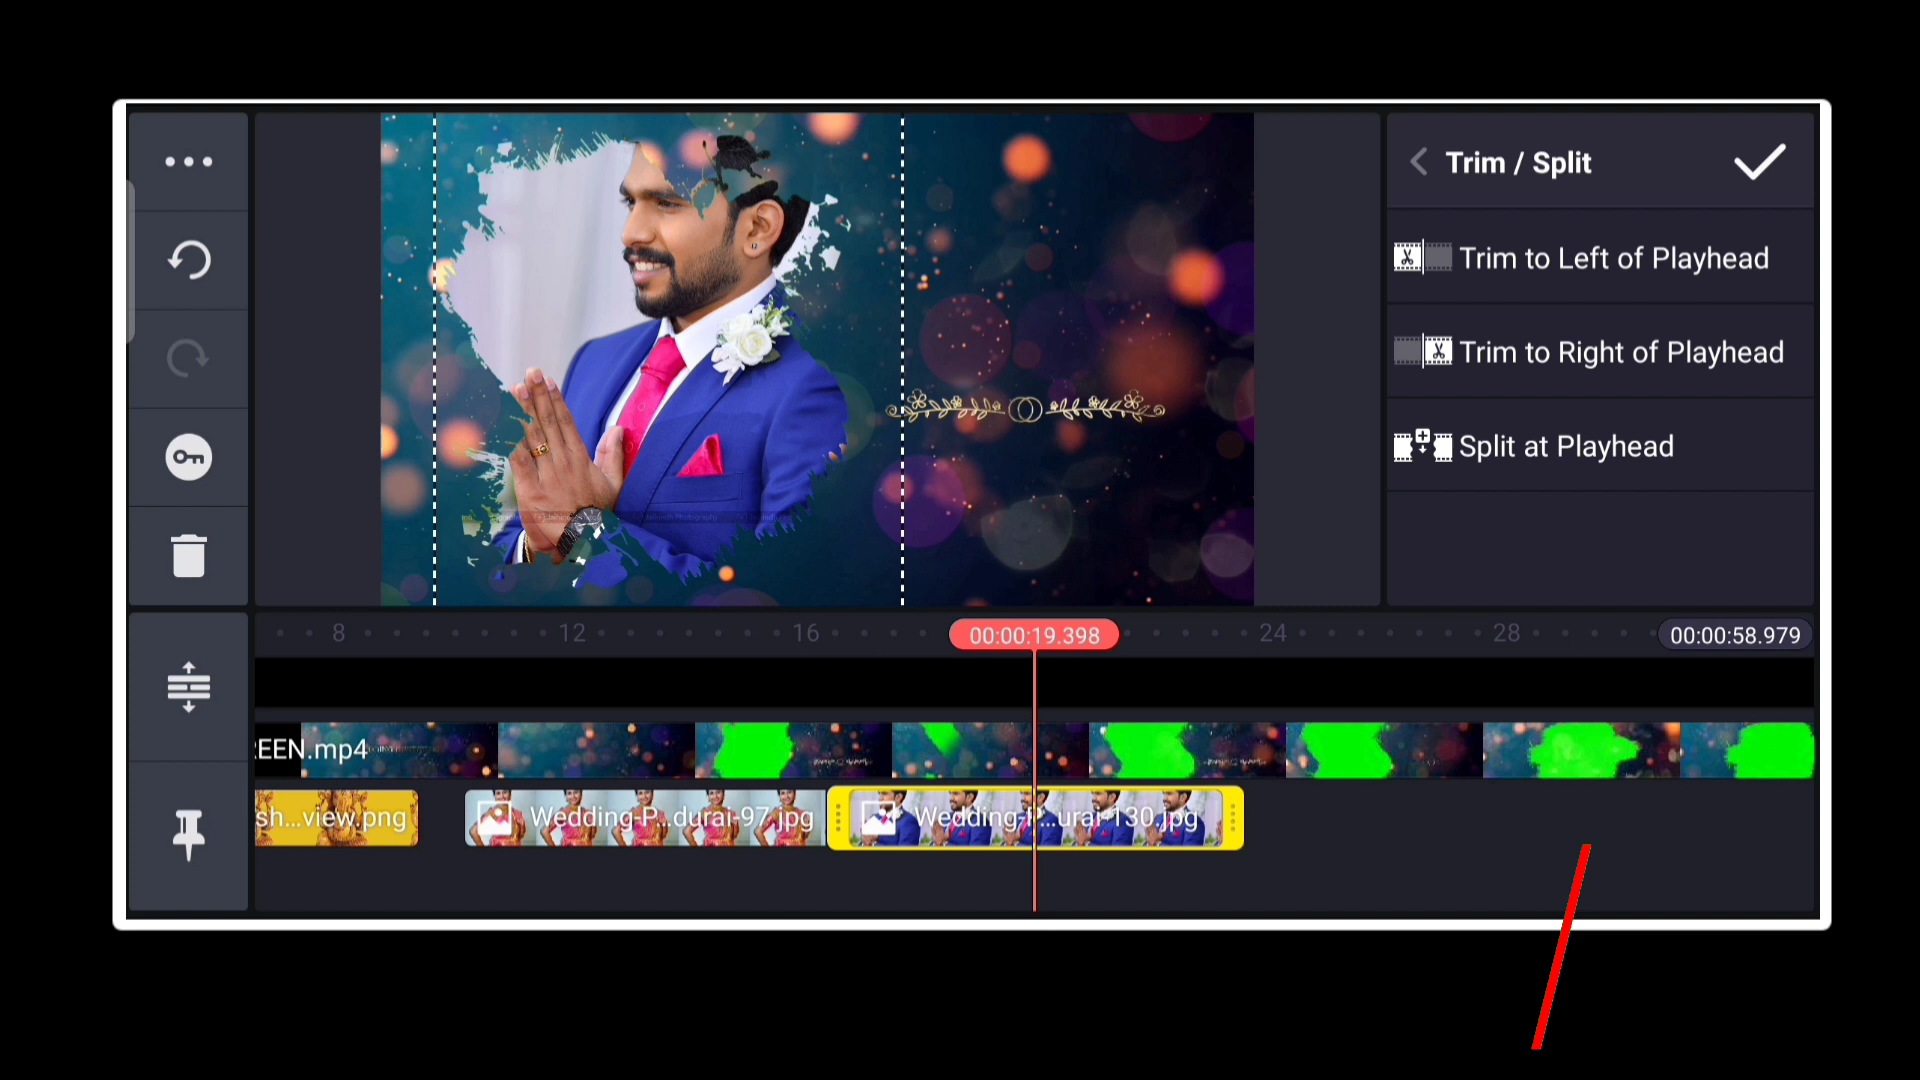 Trim / Split
Trim to Left of Playhead
Trim to Right of Playhead
Split at Playhead
8 12 16 00:00:19.398 24 28 00:00:58.979
REEN.mp4
sh...view.png Wedding-P...durai-97.jpg Wedding-P...urai-130.jpg